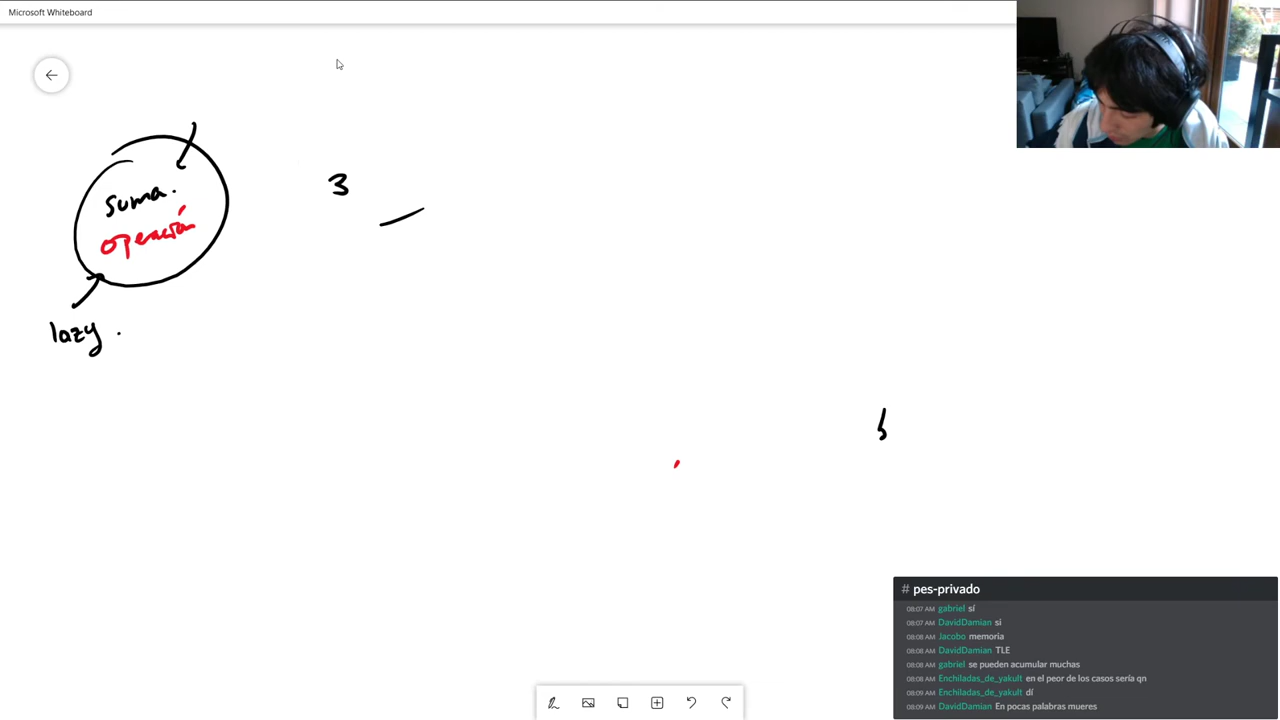 Microsoft Whiteboard
suma.
operación
lazy.
3
# pes-privado
08:07 AM gabriel sí
08:07 AM DavidDamian si
08:08 AM Jacobo memoria
08:08 AM DavidDamian TLE
08:08 AM gabriel se pueden acumular muchas
08:08 AM Enchiladas_de_yakult en el peor de los casos sería qn
08:09 AM Enchiladas_de_yakult dí
08:09 AM DavidDamian En pocas palabras mueres